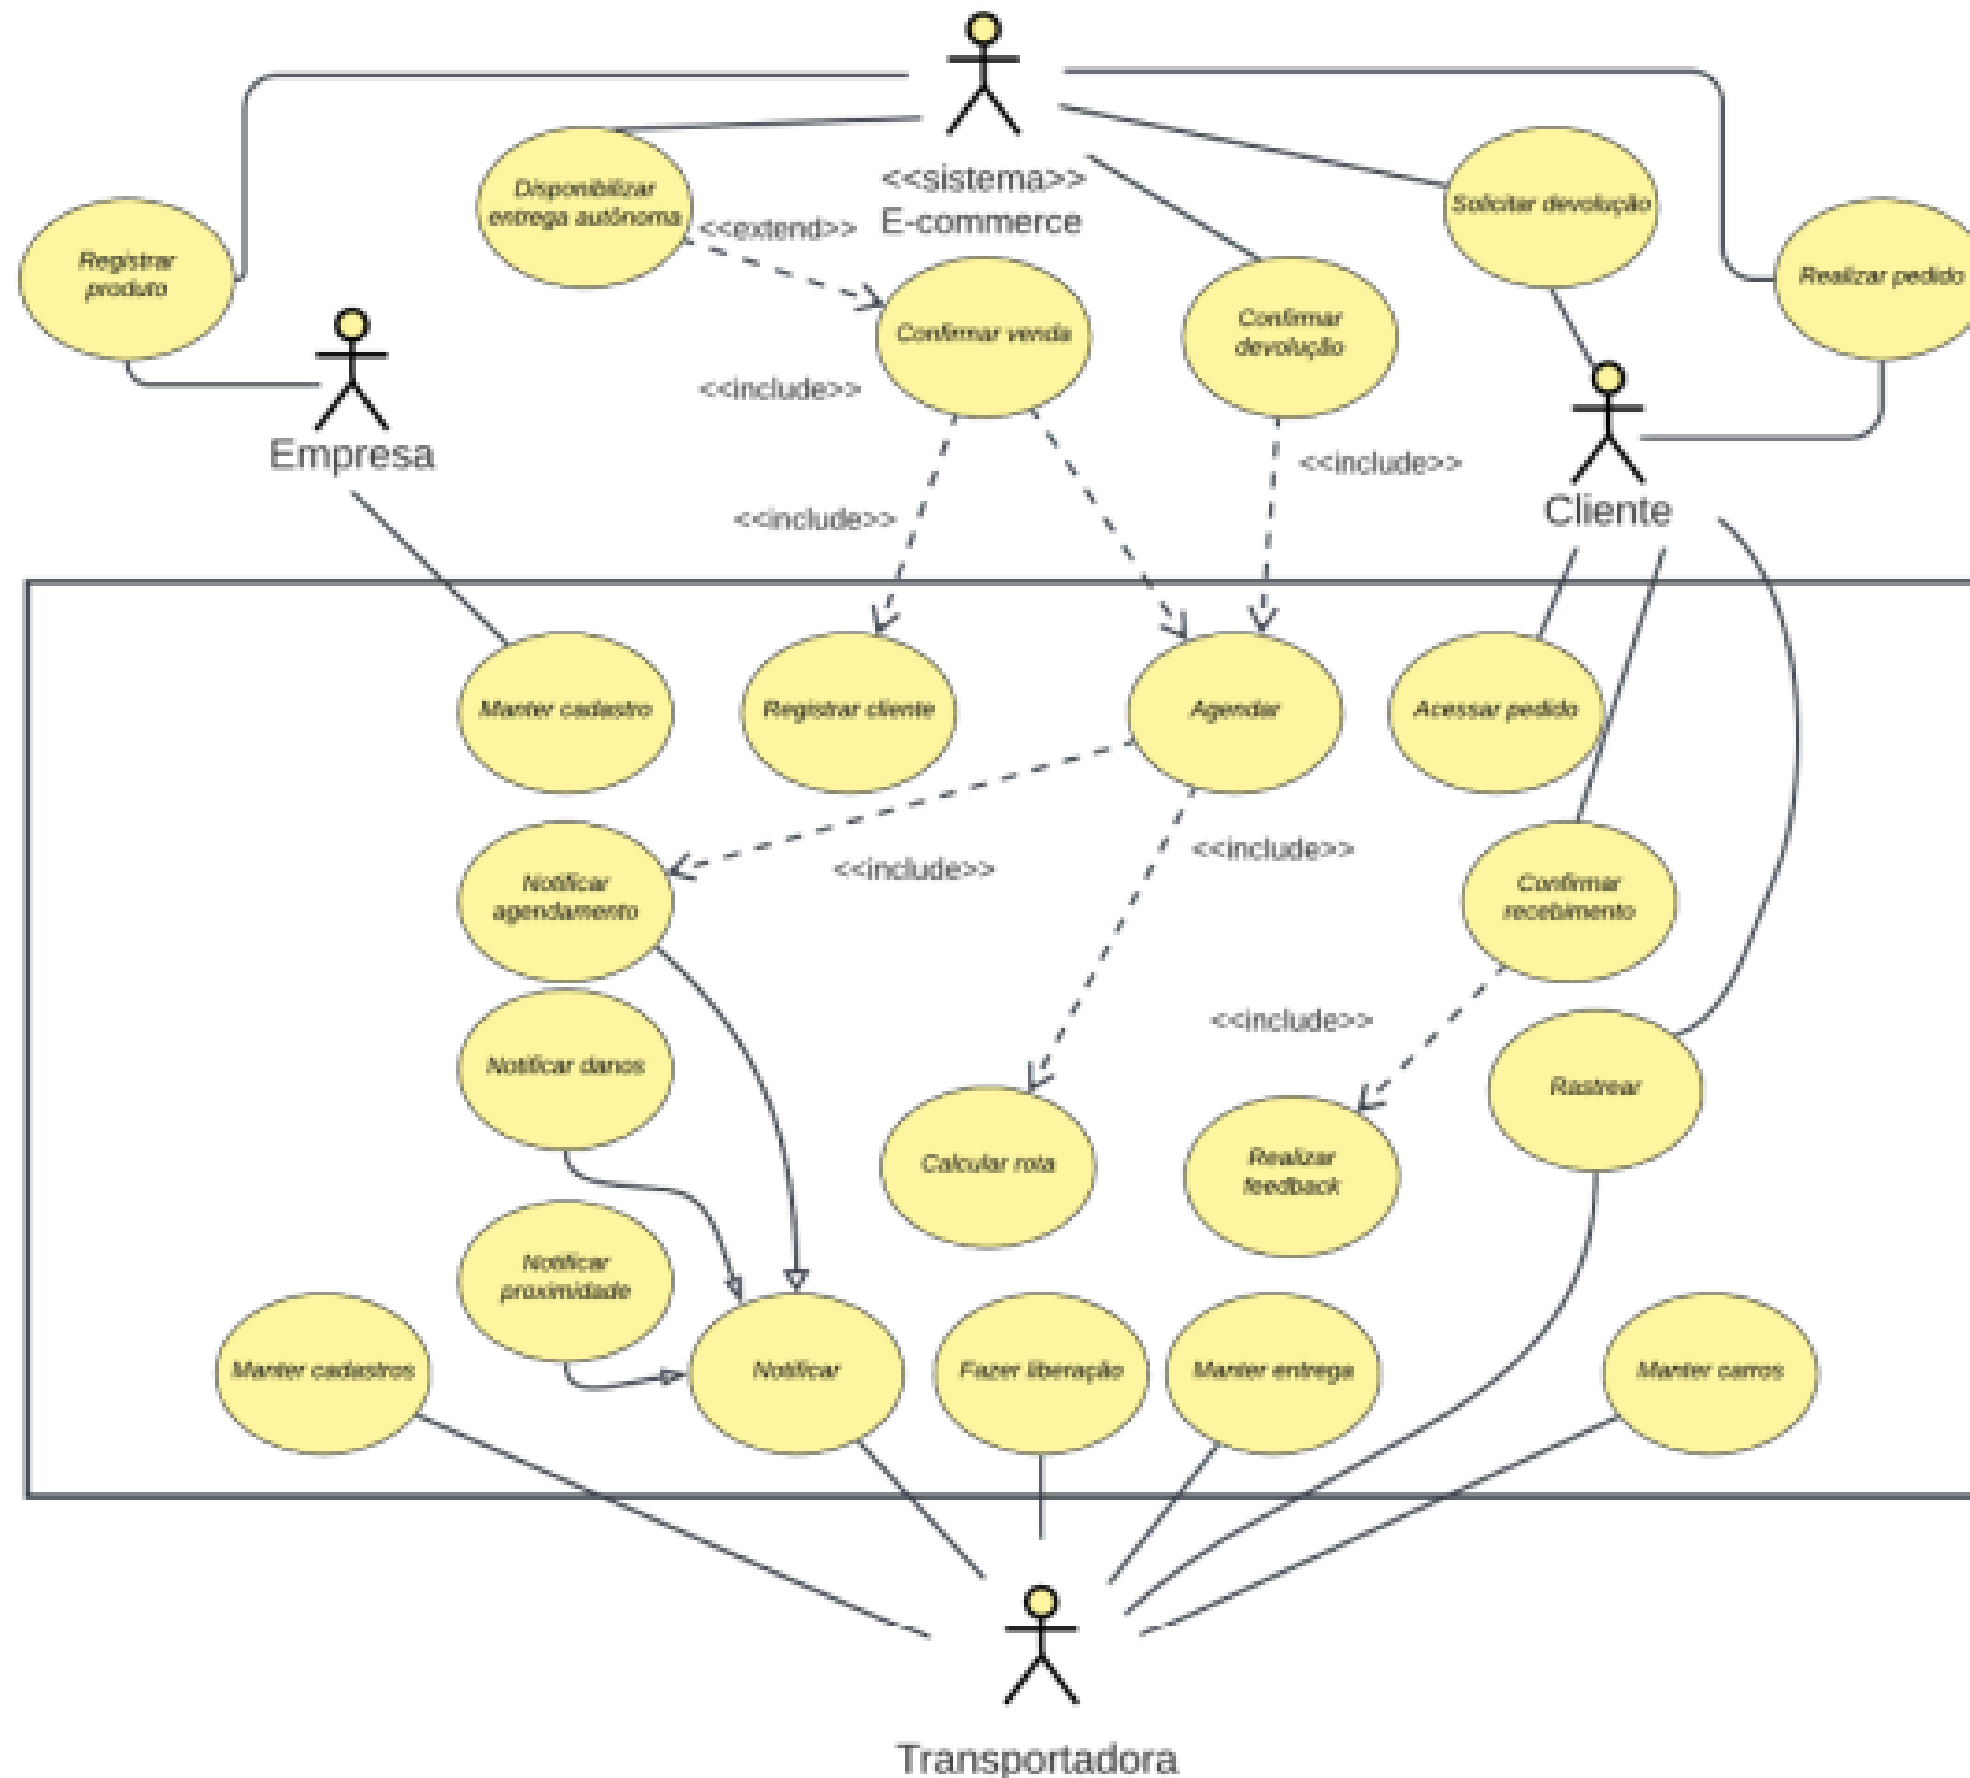 <<sistema>>
E-commerce
Disponibilizar
entrega autônoma
<<extend>>
Solicitar devolução
Registrar
produto
Realizar pedido
Confirmar venda
Confirmar
devolução
<<include>>
Empresa
<<include>>
Cliente
<<include>>
Manter cadastro
Registrar cliente
Agendar
Acessar pedido
<<include>>
<<include>>
Notificar
agendamento
Confirmar
recebimento
<<include>>
Notificar danos
Rastrear
Calcular rota
Realizar
feedback
Notificar
proximidade
Manter cadastros
Notificar
Fazer liberação
Manter entrega
Manter carros
Transportadora